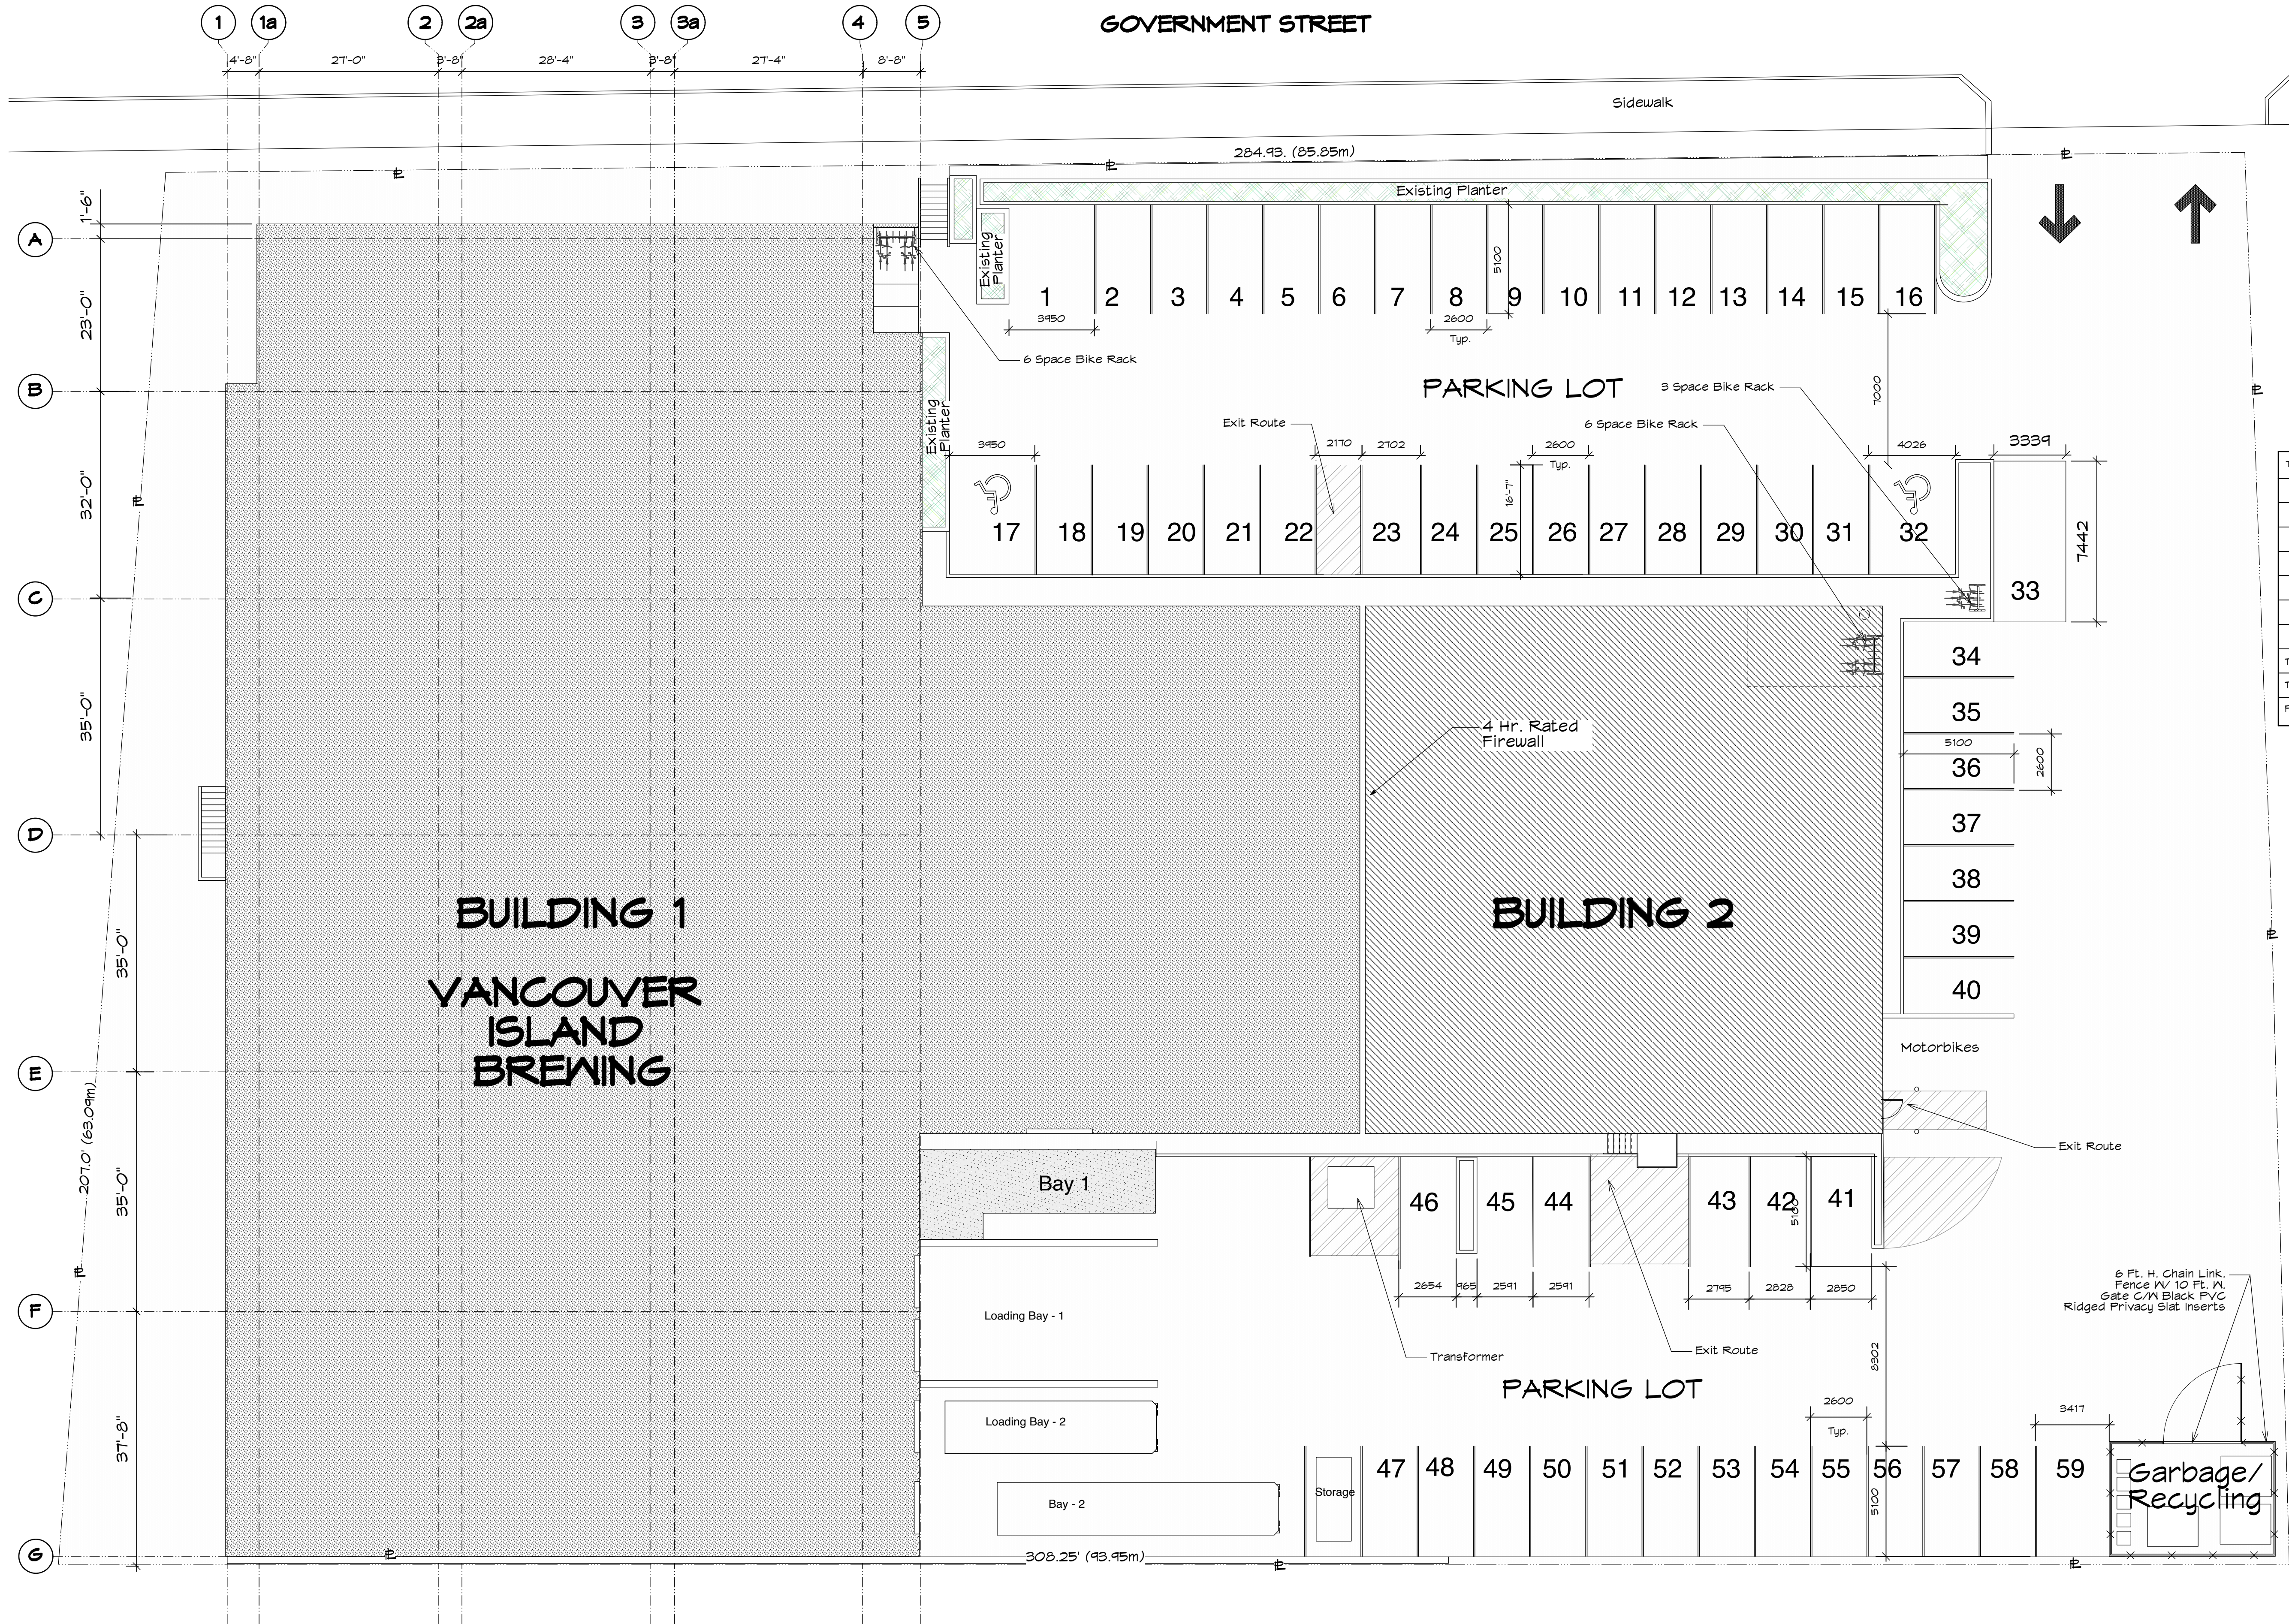 GOVERNMENT STREET
1 1a 2 2a 3 3a 4 5
4'-8" 27'-0" 3'-8" 28'-4" 3'-8" 27'-4" 8'-8"
Sidewalk
284.93. (85.85m)
Existing Planter
1'-6"
A
Existing
Planter
5100
1 2 3 4 5 6 7 8 9 10 11 12 13 14 15 16
23'-0"
3950
2600
Typ.
6 Space Bike Rack
B
PARKING LOT
3 Space Bike Rack
7000
Existing
Planter
Exit Route
6 Space Bike Rack
3950 2170 2702 2600 4026 3339
Typ.
32'-0"
16'-7"
7442
17 18 19 20 21 22 23 24 25 26 27 28 29 30 31 32
33
C
34
35'-0"
35
4 Hr. Rated
Firewall
5100
36
2600
D
37
38
BUILDING 1
BUILDING 2
39
35'-0"
40
VANCOUVER
ISLAND
BREWING
Motorbikes
E
207.0' (63.09m)
Exit Route
35'-0"
Bay 1
46 45 44 43 42 41
5100
2654 965 2591 2591 2795 2828 2850
6 Ft. H. Chain Link.
Fence W/ 10 Ft. W.
Gate C/W Black PVC
Ridged Privacy Slat Inserts
F
Loading Bay - 1
Transformer
Exit Route
8302
PARKING LOT
37'-8"
Loading Bay - 2
2600
Typ.
3417
47 48 49 50 51 52 53 54 55 56 57 58 59
Garbage/
Recycling
Storage
Bay - 2
5100
G
308.25' (93.95m)